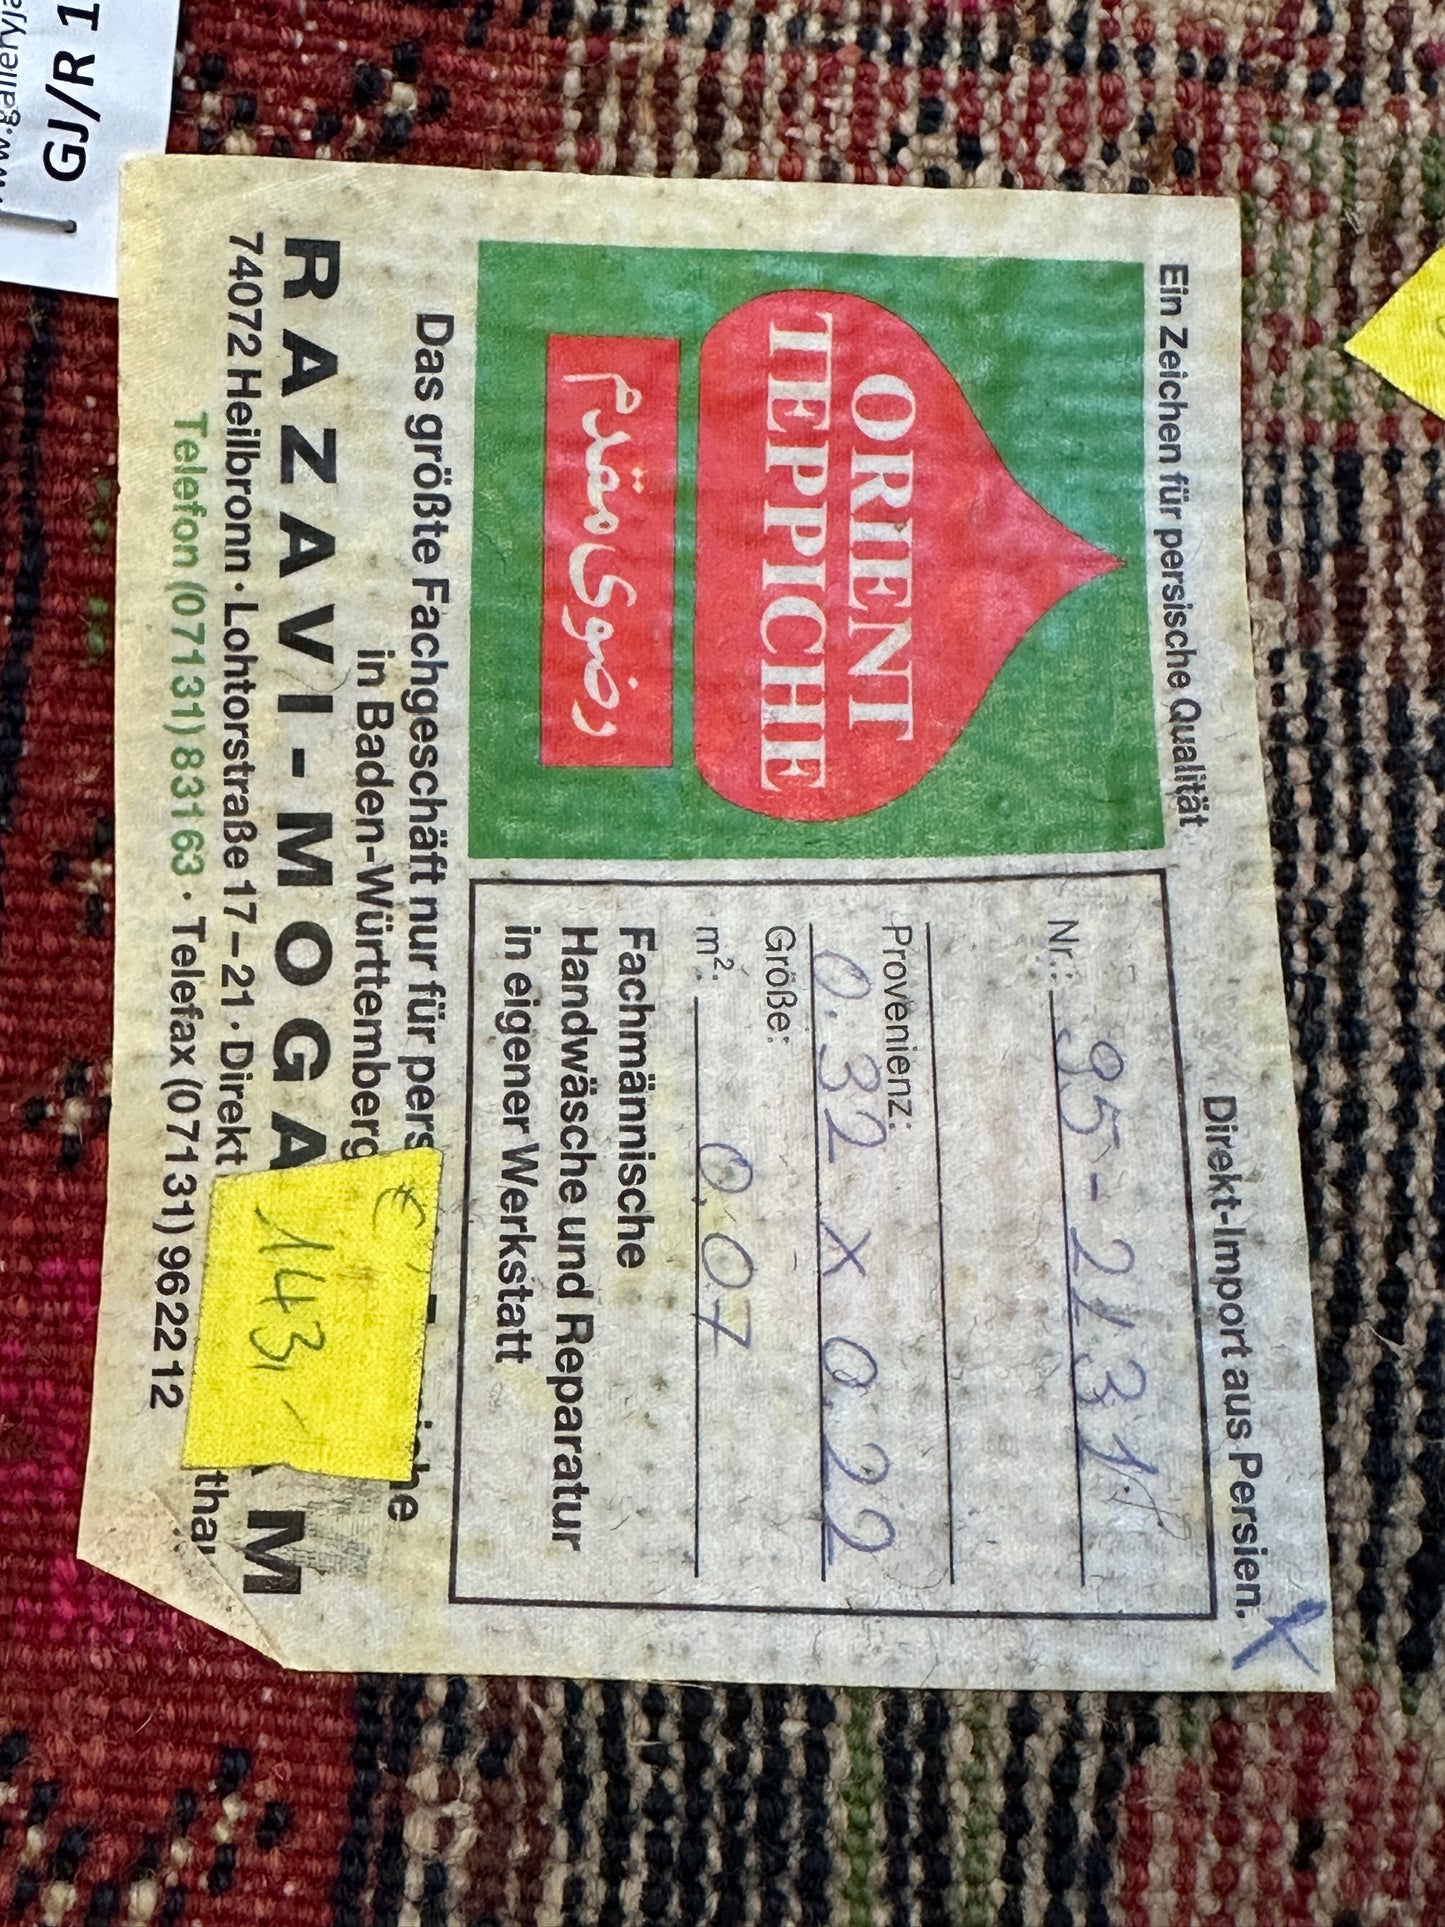 GJ/R 1
Ein Zeichen für persische Qualität
Direkt-Import aus Persien.
X
ORIENT
TEPPICHE
رضوی مقدم
Nr.: 95-2131
Provenienz:
0.32 x 0.22
Größe:
0.07
m²:
Fachmännische
Handwäsche und Reparatur
in eigener Werkstatt
Das größte Fachgeschäft nur für pers
in Baden-Württemberg
RAZAVI-MOGA M
74072 Heilbronn · Lohtorstraße 17–21 · Direkt
Telefon (07131) 83163 · Telefax (07131) 962212
€
143,-